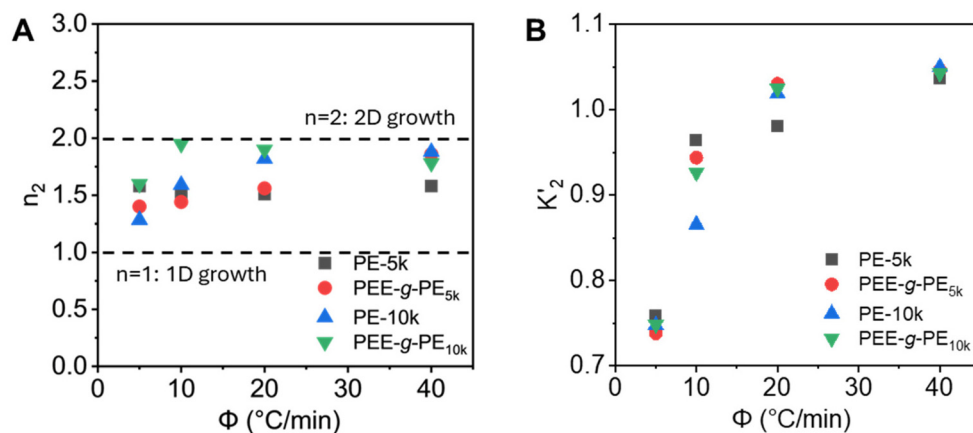 A
3.0
2.5
2.0
1.5
1.0
0.5
0.0
n₂
n=2: 2D growth
n=1: 1D growth
PE-5k
PEE-g-PE₅ₖ
PE-10k
PEE-g-PE₁₀ₖ
0 10 20 30 40
Φ (°C/min)
B
1.1
1.0
0.9
0.8
0.7
K'₂
PE-5k
PEE-g-PE₅ₖ
PE-10k
PEE-g-PE₁₀ₖ
0 10 20 30 40
Φ (°C/min)